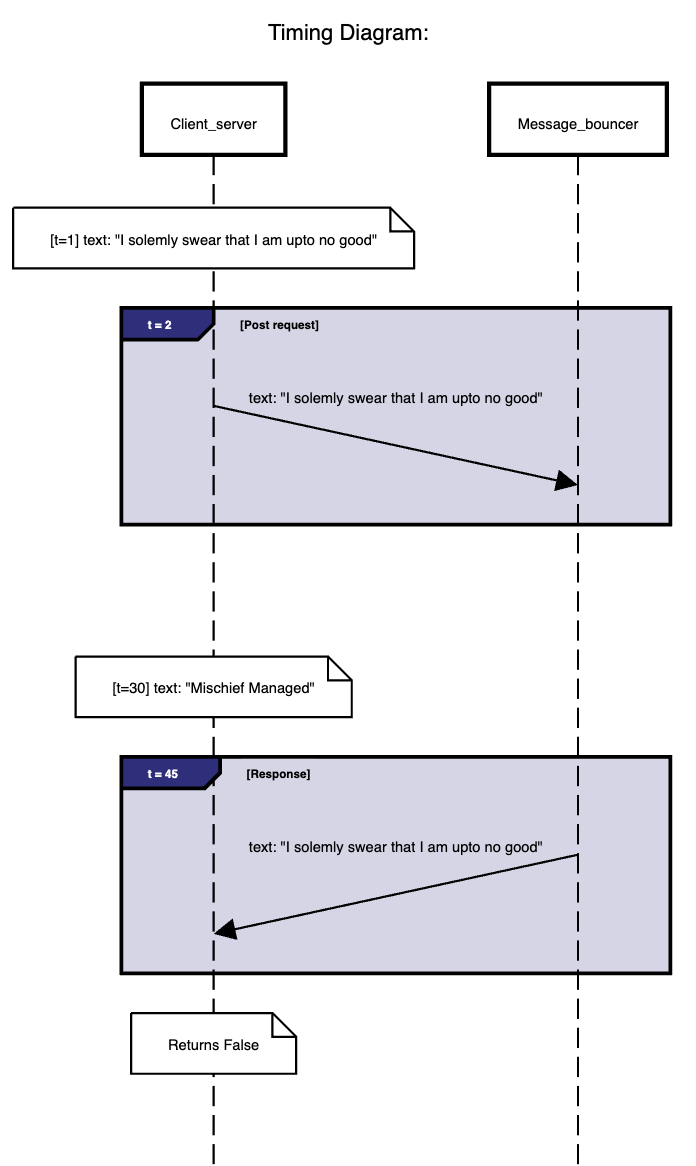 Timing Diagram:
Client_server
Message_bouncer
[t=1] text: "I solemly swear that I am upto no good"
t = 2
[Post request]
text: "I solemly swear that I am upto no good"
[t=30] text: "Mischief Managed"
t = 45
[Response]
text: "I solemly swear that I am upto no good"
Returns False